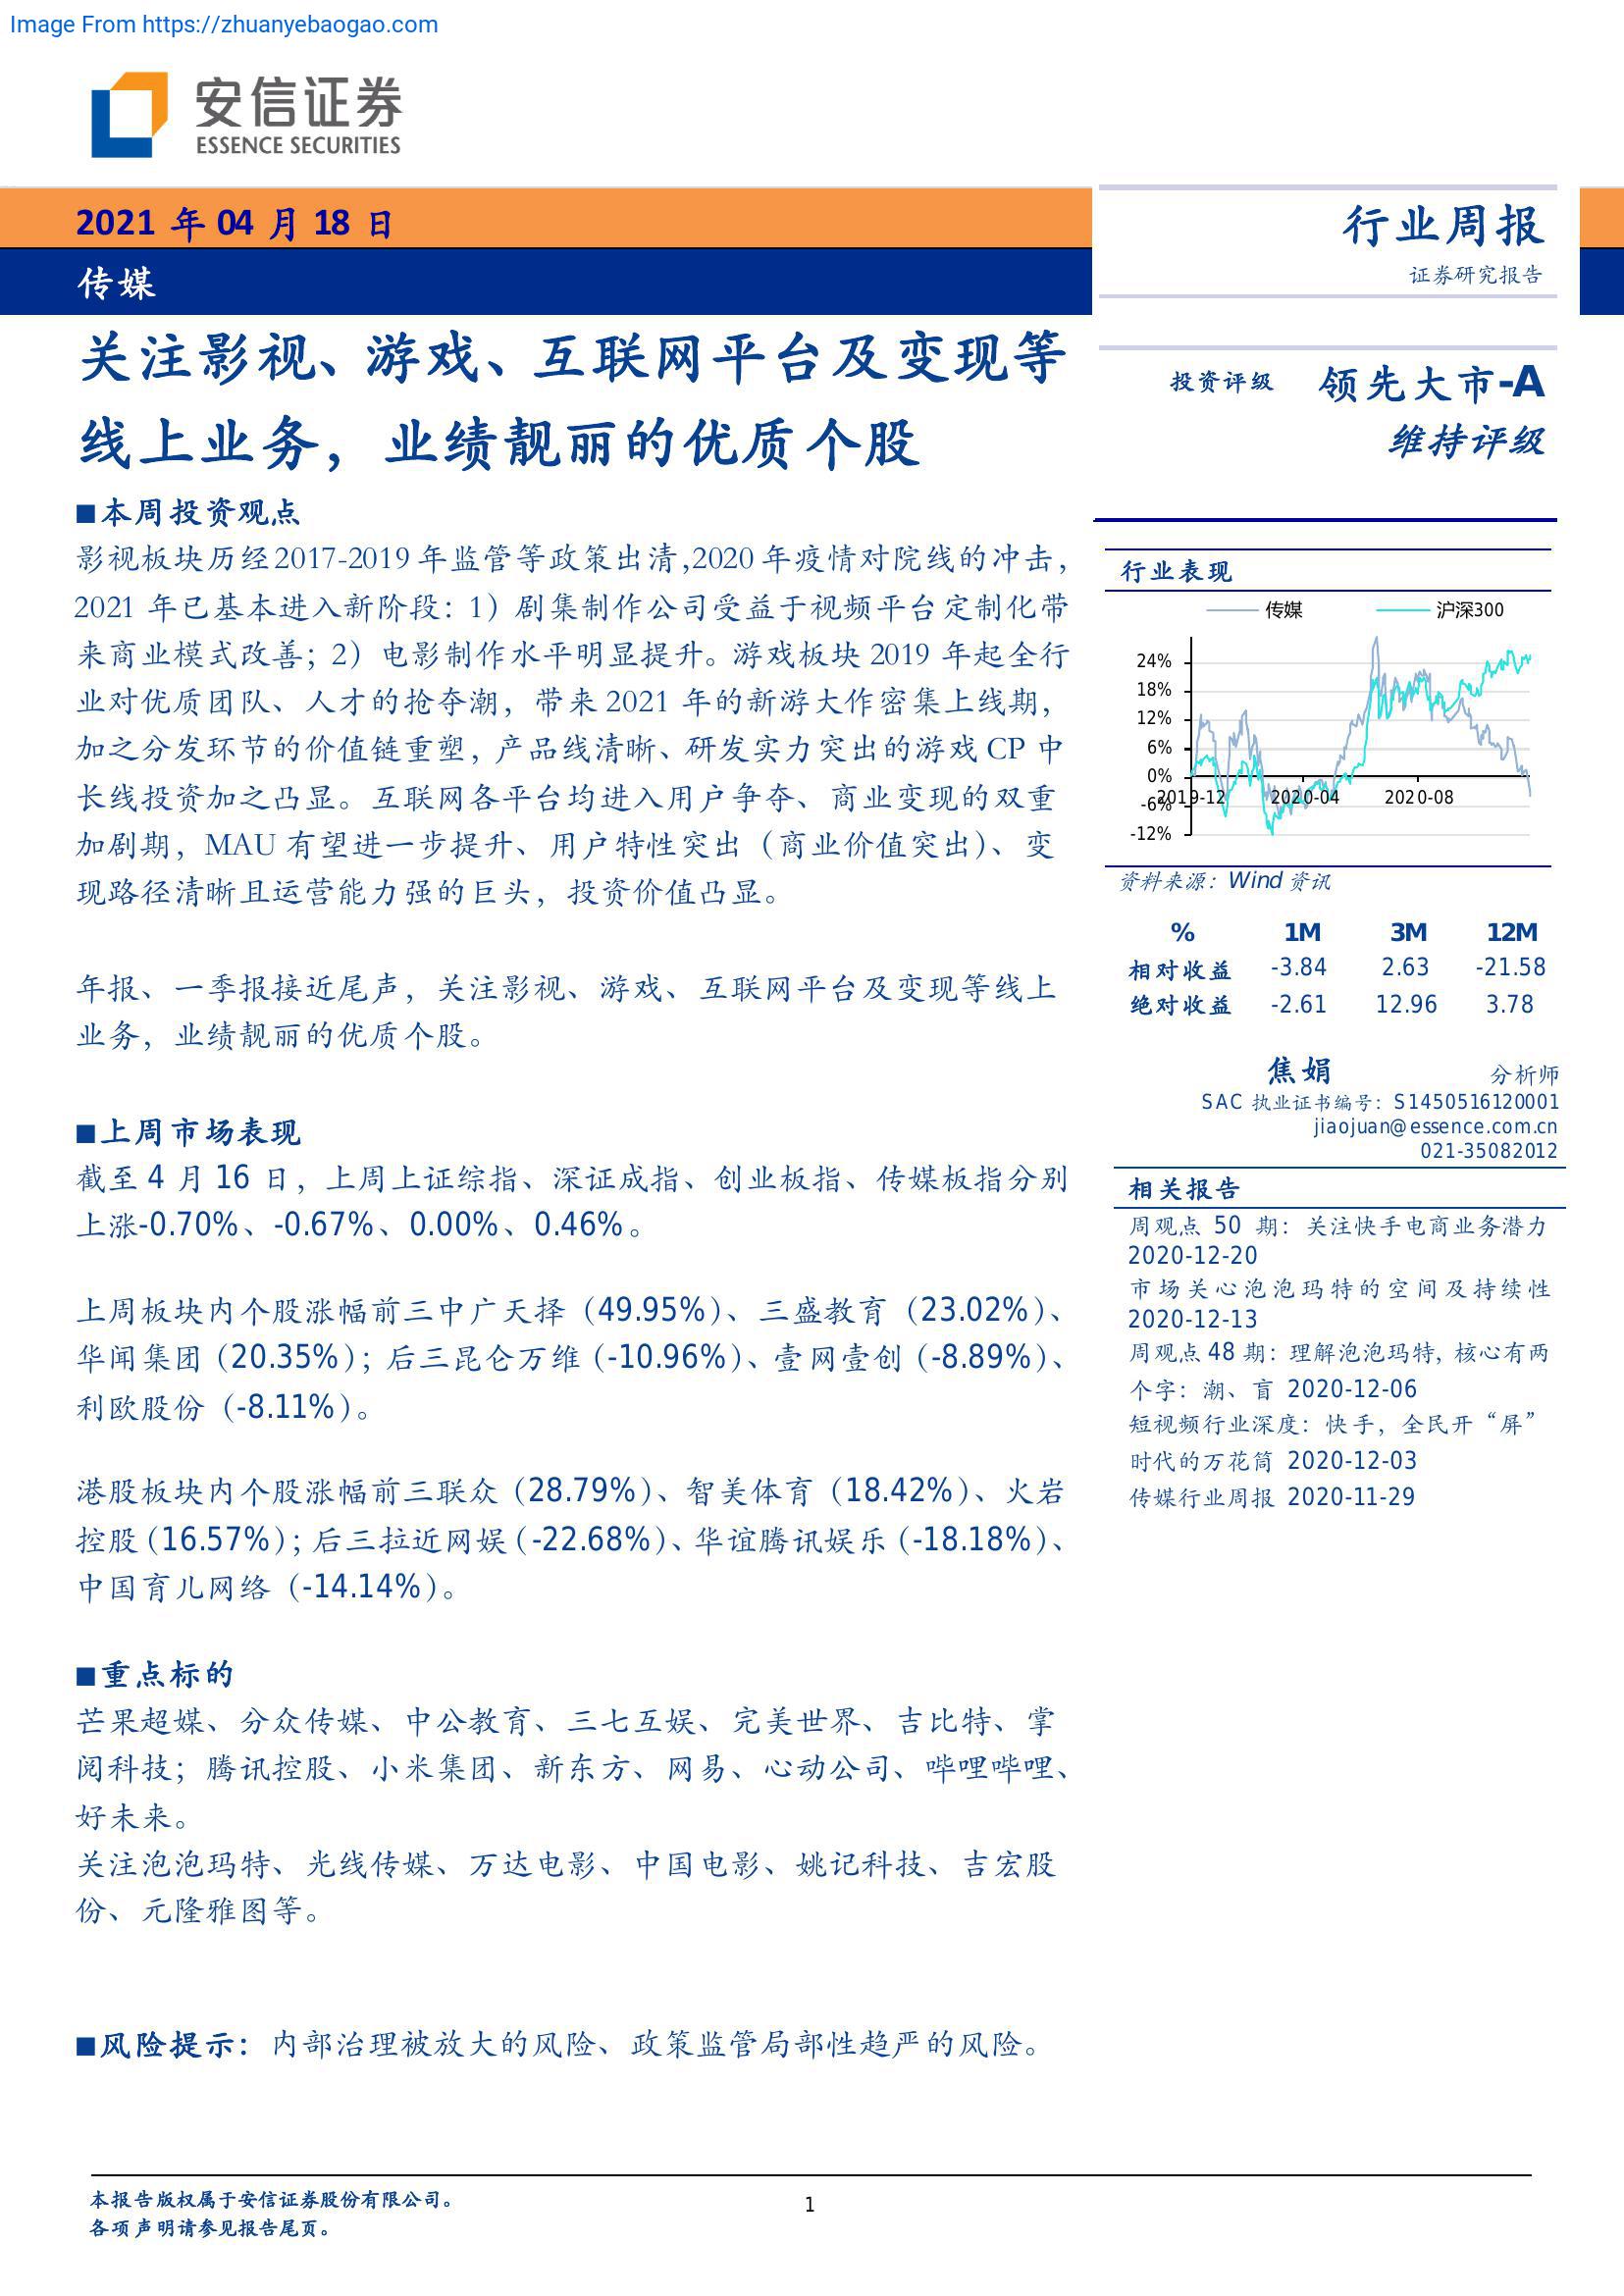 Image From https://zhuanyebaogao.com
安信证券
ESSENCE SECURITIES
2021 年 04 月 18 日
传媒
行业周报
证券研究报告
关注影视、游戏、互联网平台及变现等
线上业务，业绩靓丽的优质个股
■本周投资观点
影视板块历经2017-2019 年监管等政策出清,2020 年疫情对院线的冲击，
2021 年已基本进入新阶段：1）剧集制作公司受益于视频平台定制化带
来商业模式改善；2）电影制作水平明显提升。游戏板块 2019 年起全行
业对优质团队、人才的抢夺潮，带来 2021 年的新游大作密集上线期，
加之分发环节的价值链重塑，产品线清晰、研发实力突出的游戏 CP 中
长线投资加之凸显。互联网各平台均进入用户争夺、商业变现的双重
加剧期，MAU 有望进一步提升、用户特性突出（商业价值突出）、变
现路径清晰且运营能力强的巨头，投资价值凸显。
年报、一季报接近尾声，关注影视、游戏、互联网平台及变现等线上
业务，业绩靓丽的优质个股。
■上周市场表现
截至 4 月 16 日，上周上证综指、深证成指、创业板指、传媒板指分别
上涨-0.70%、-0.67%、0.00%、0.46%。
上周板块内个股涨幅前三中广天择（49.95%）、三盛教育（23.02%）、
华闻集团（20.35%）；后三昆仑万维（-10.96%）、壹网壹创（-8.89%）、
利欧股份（-8.11%）。
港股板块内个股涨幅前三联众（28.79%）、智美体育（18.42%）、火岩
控股（16.57%）；后三拉近网娱（-22.68%）、华谊腾讯娱乐（-18.18%）、
中国育儿网络（-14.14%）。
■重点标的
芒果超媒、分众传媒、中公教育、三七互娱、完美世界、吉比特、掌
阅科技；腾讯控股、小米集团、新东方、网易、心动公司、哔哩哔哩、
好未来。
关注泡泡玛特、光线传媒、万达电影、中国电影、姚记科技、吉宏股
份、元隆雅图等。
■风险提示：内部治理被放大的风险、政策监管局部性趋严的风险。
投资评级 领先大市-A
维持评级
行业表现
传媒 沪深300
24%
18%
12%
6%
0%
-6%
-12%
2019-12 2020-04 2020-08
资料来源：Wind 资讯
% 1M 3M 12M
相对收益 -3.84 2.63 -21.58
绝对收益 -2.61 12.96 3.78
焦娟 分析师
SAC 执业证书编号：S1450516120001
jiaojuan@essence.com.cn
021-35082012
相关报告
周观点 50 期：关注快手电商业务潜力
2020-12-20
市场关心泡泡玛特的空间及持续性
2020-12-13
周观点 48 期：理解泡泡玛特，核心有两
个字：潮、盲 2020-12-06
短视频行业深度：快手，全民开“屏”
时代的万花筒 2020-12-03
传媒行业周报 2020-11-29
本报告版权属于安信证券股份有限公司。
各项声明请参见报告尾页。
1